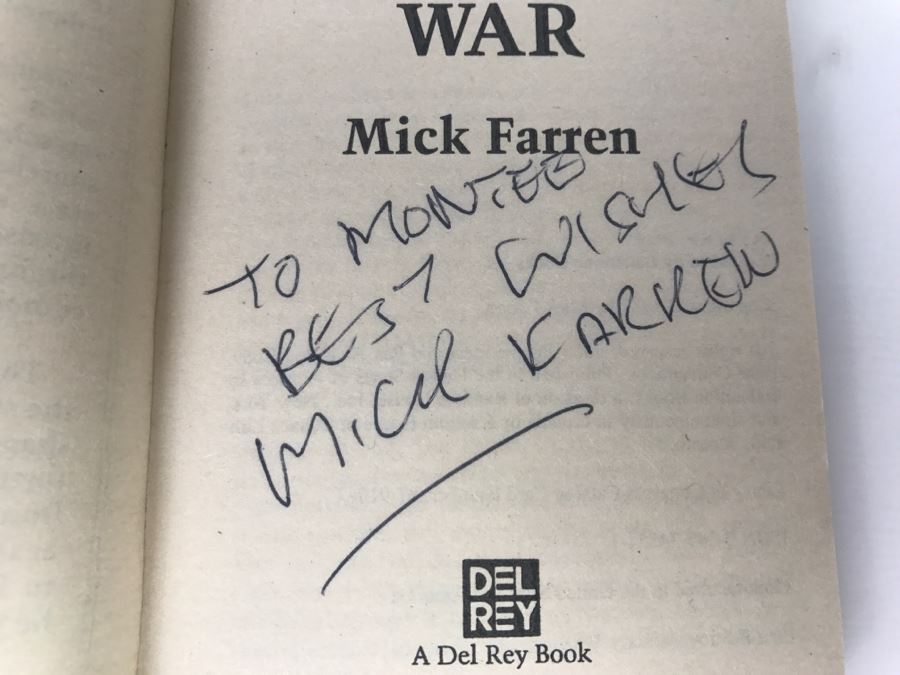 WAR
Mick Farren
TO MONTEE
BEST WISHES
MICK FARREN
DEL
REY
A Del Rey Book